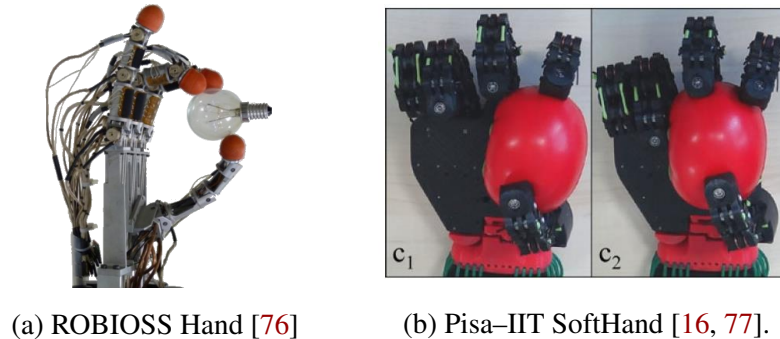 c1
c2
(a) ROBIOSS Hand [76]
(b) Pisa–IIT SoftHand [16, 77].